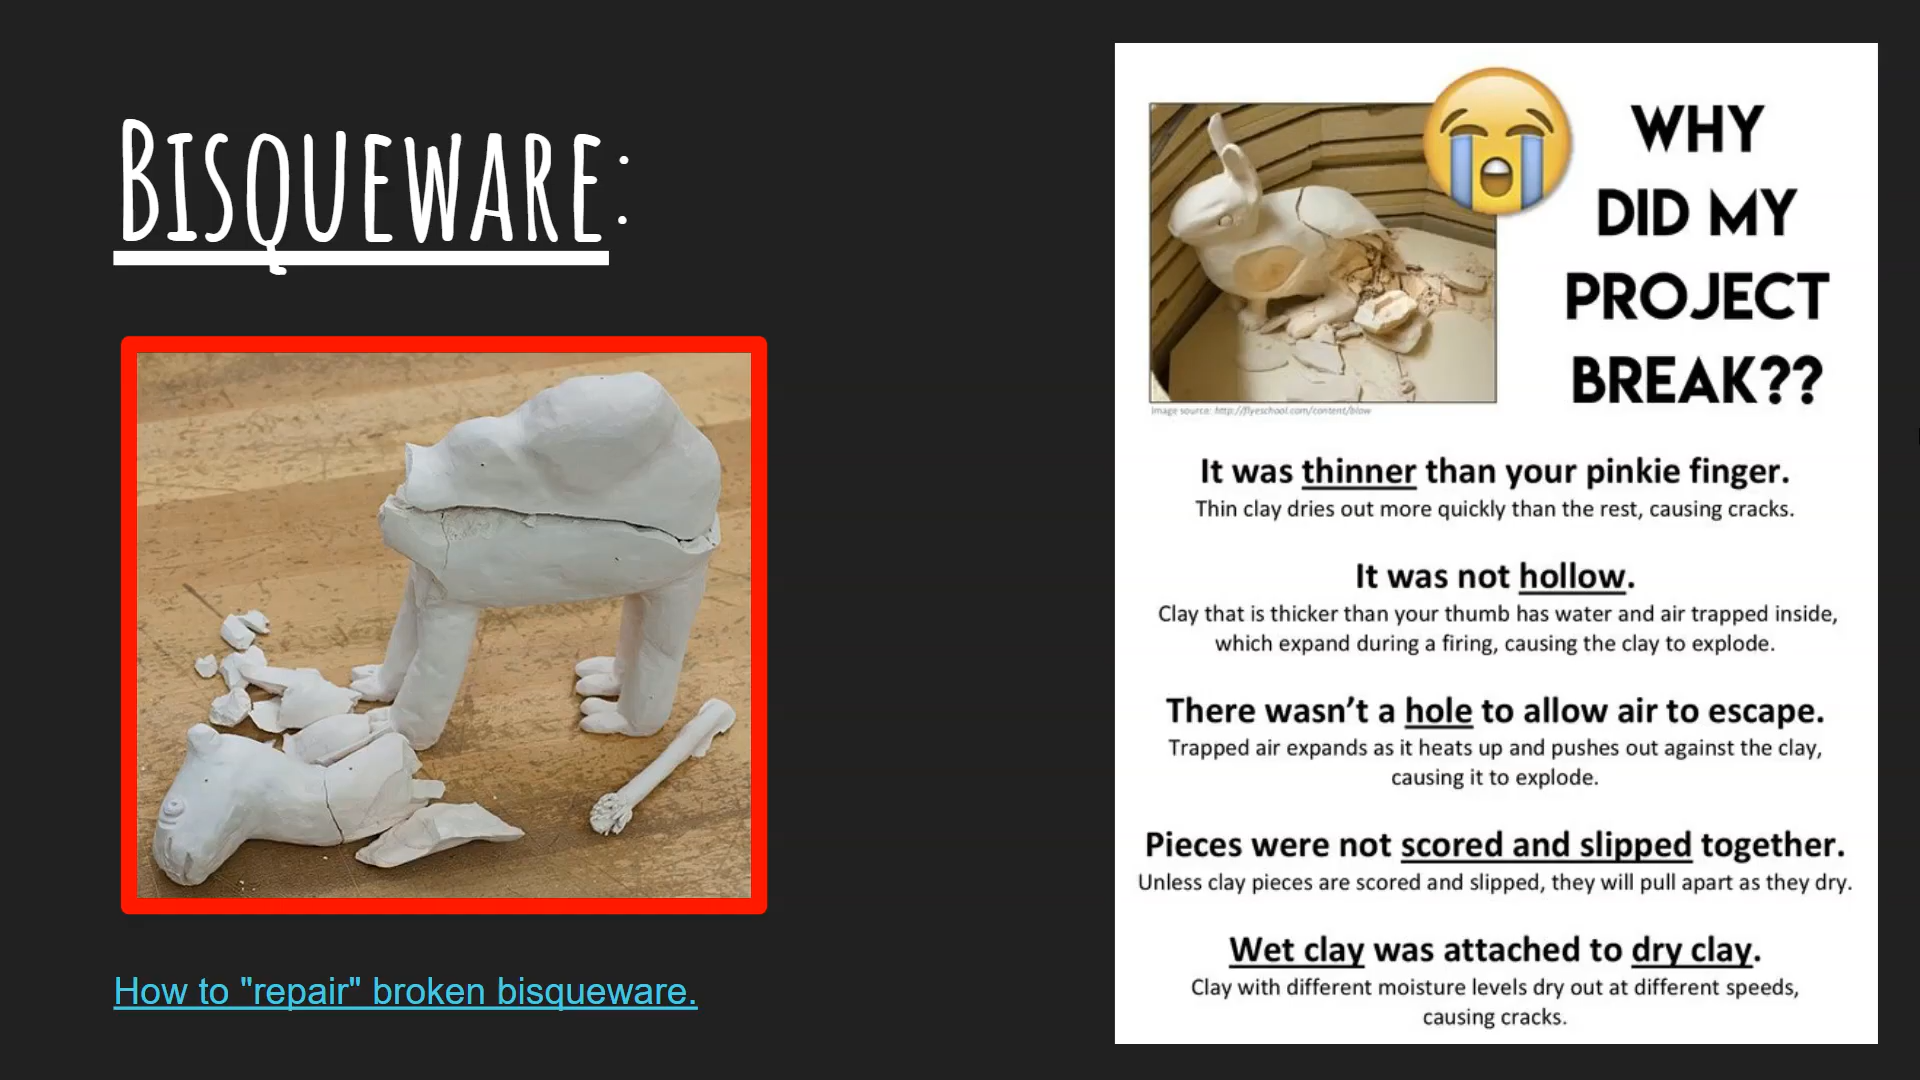 BISQUEWARE:
How to "repair" broken bisqueware.
WHY
DID MY
PROJECT
BREAK??
Image source: http://flyeschool.com/content/blow
It was thinner than your pinkie finger.
Thin clay dries out more quickly than the rest, causing cracks.
It was not hollow.
Clay that is thicker than your thumb has water and air trapped inside,
which expand during a firing, causing the clay to explode.
There wasn't a hole to allow air to escape.
Trapped air expands as it heats up and pushes out against the clay,
causing it to explode.
Pieces were not scored and slipped together.
Unless clay pieces are scored and slipped, they will pull apart as they dry.
Wet clay was attached to dry clay.
Clay with different moisture levels dry out at different speeds,
causing cracks.